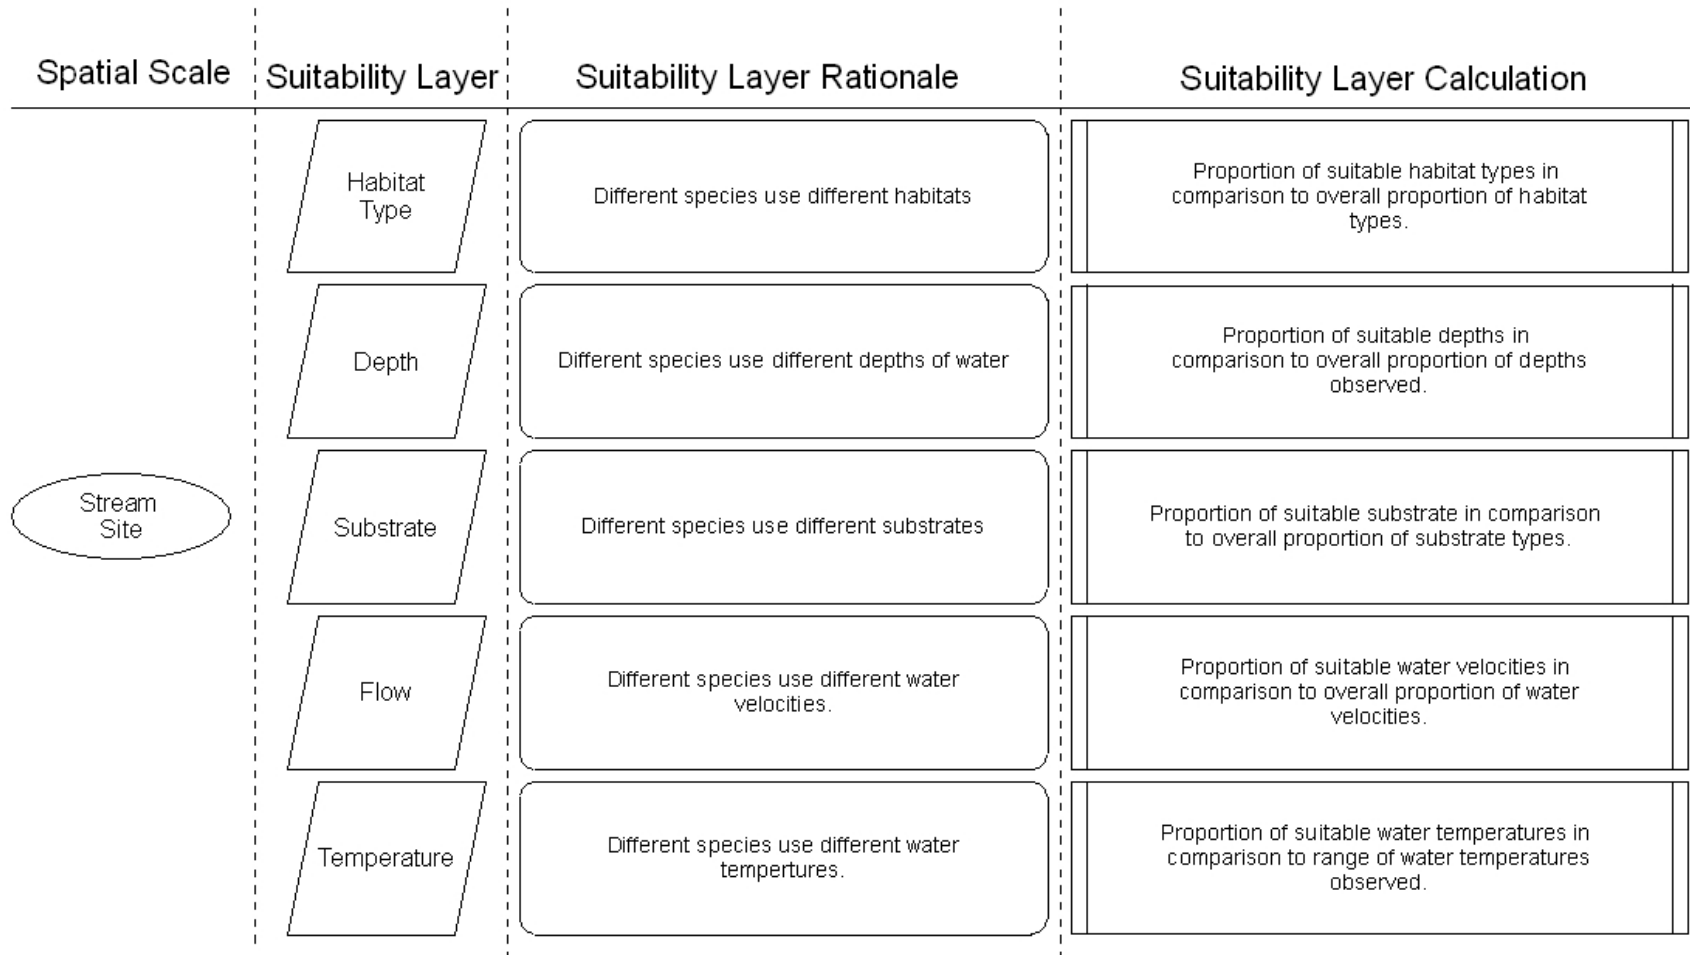 Spatial Scale
Suitability Layer
Suitability Layer Rationale
Suitability Layer Calculation
Stream
Site
Habitat
Type
Different species use different habitats
Proportion of suitable habitat types in
comparison to overall proportion of habitat
types.
Depth
Different species use different depths of water
Proportion of suitable depths in
comparison to overall proportion of depths
observed.
Substrate
Different species use different substrates
Proportion of suitable substrate in comparison
to overall proportion of substrate types.
Flow
Different species use different water
velocities.
Proportion of suitable water velocities in
comparison to overall proportion of water
velocities.
Temperature
Different species use different water
tempertures.
Proportion of suitable water temperatures in
comparison to range of water temperatures
observed.